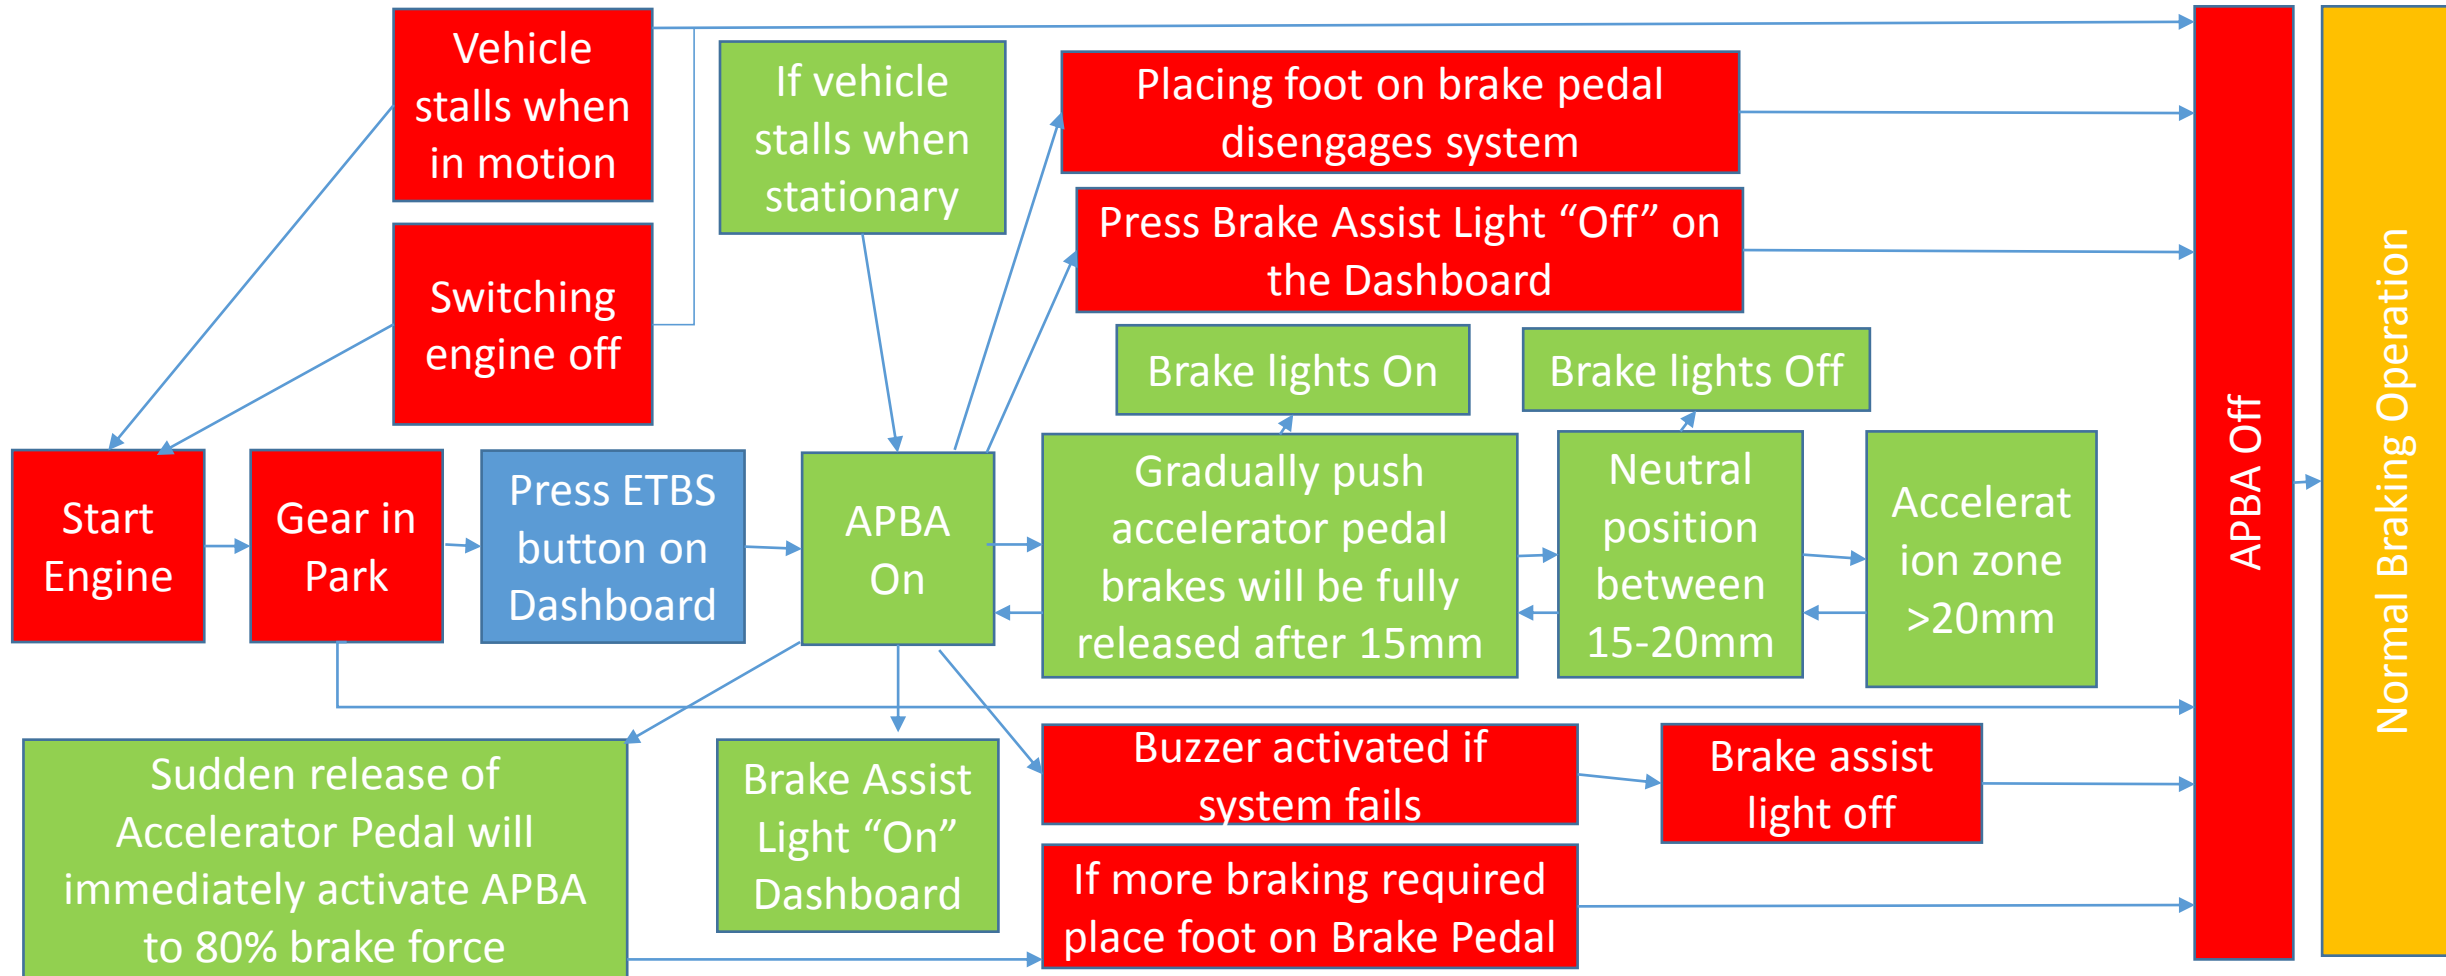 Vehicle
stalls when
in motion
If vehicle
stalls when
stationary
Placing foot on brake pedal
disengages system
Press Brake Assist Light “Off” on
the Dashboard
Switching
engine off
Brake lights On
Brake lights Off
Start
Engine
Gear in
Park
Press ETBS
button on
Dashboard
APBA
On
Gradually push
accelerator pedal
brakes will be fully
released after 15mm
Neutral
position
between
15-20mm
Accelerat
ion zone
>20mm
APBA Off
Normal Braking Operation
Sudden release of
Accelerator Pedal will
immediately activate APBA
to 80% brake force
Brake Assist
Light “On”
Dashboard
Buzzer activated if
system fails
Brake assist
light off
If more braking required
place foot on Brake Pedal